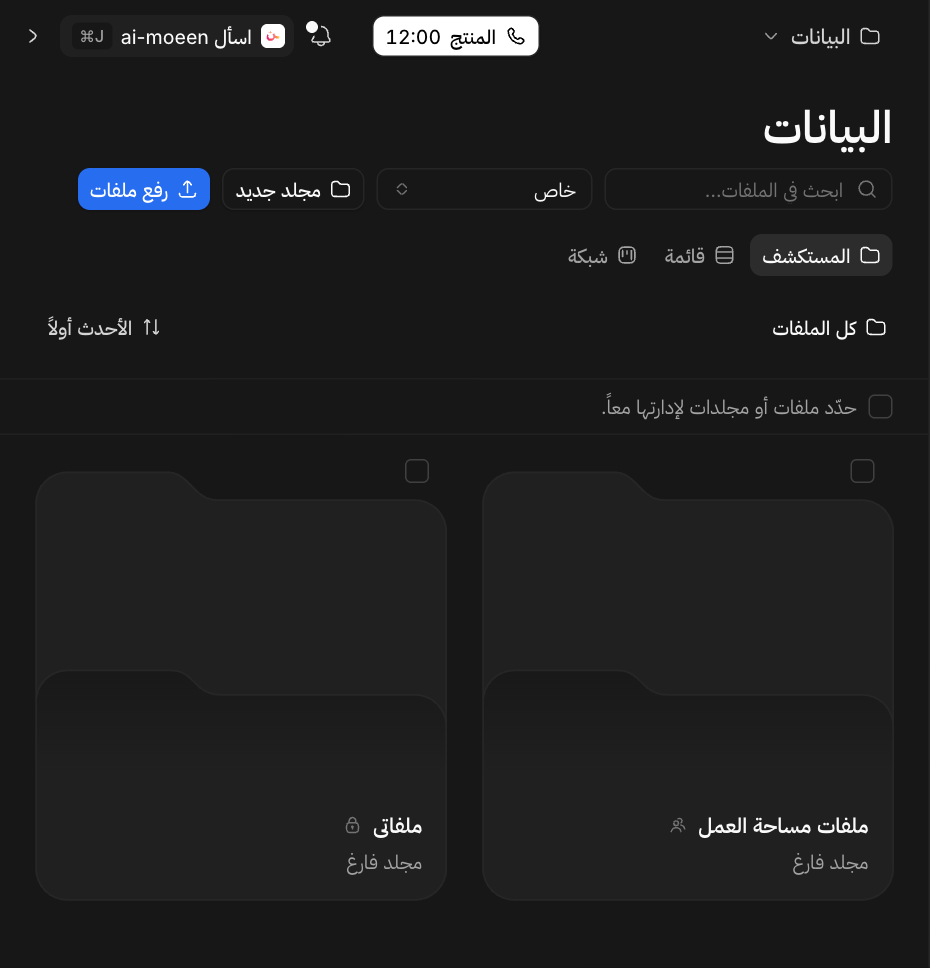 البيانات
المنتج 12:00
اسأل ai-moeen ⌘J
البيانات
ابحث في الملفات...
خاص
مجلد جديد
رفع ملفات
المستكشف
قائمة
شبكة
كل الملفات
الأحدث أولاً
حدّد ملفات أو مجلدات لإدارتها معاً.
ملفات مساحة العمل
مجلد فارغ
ملفاتي
مجلد فارغ